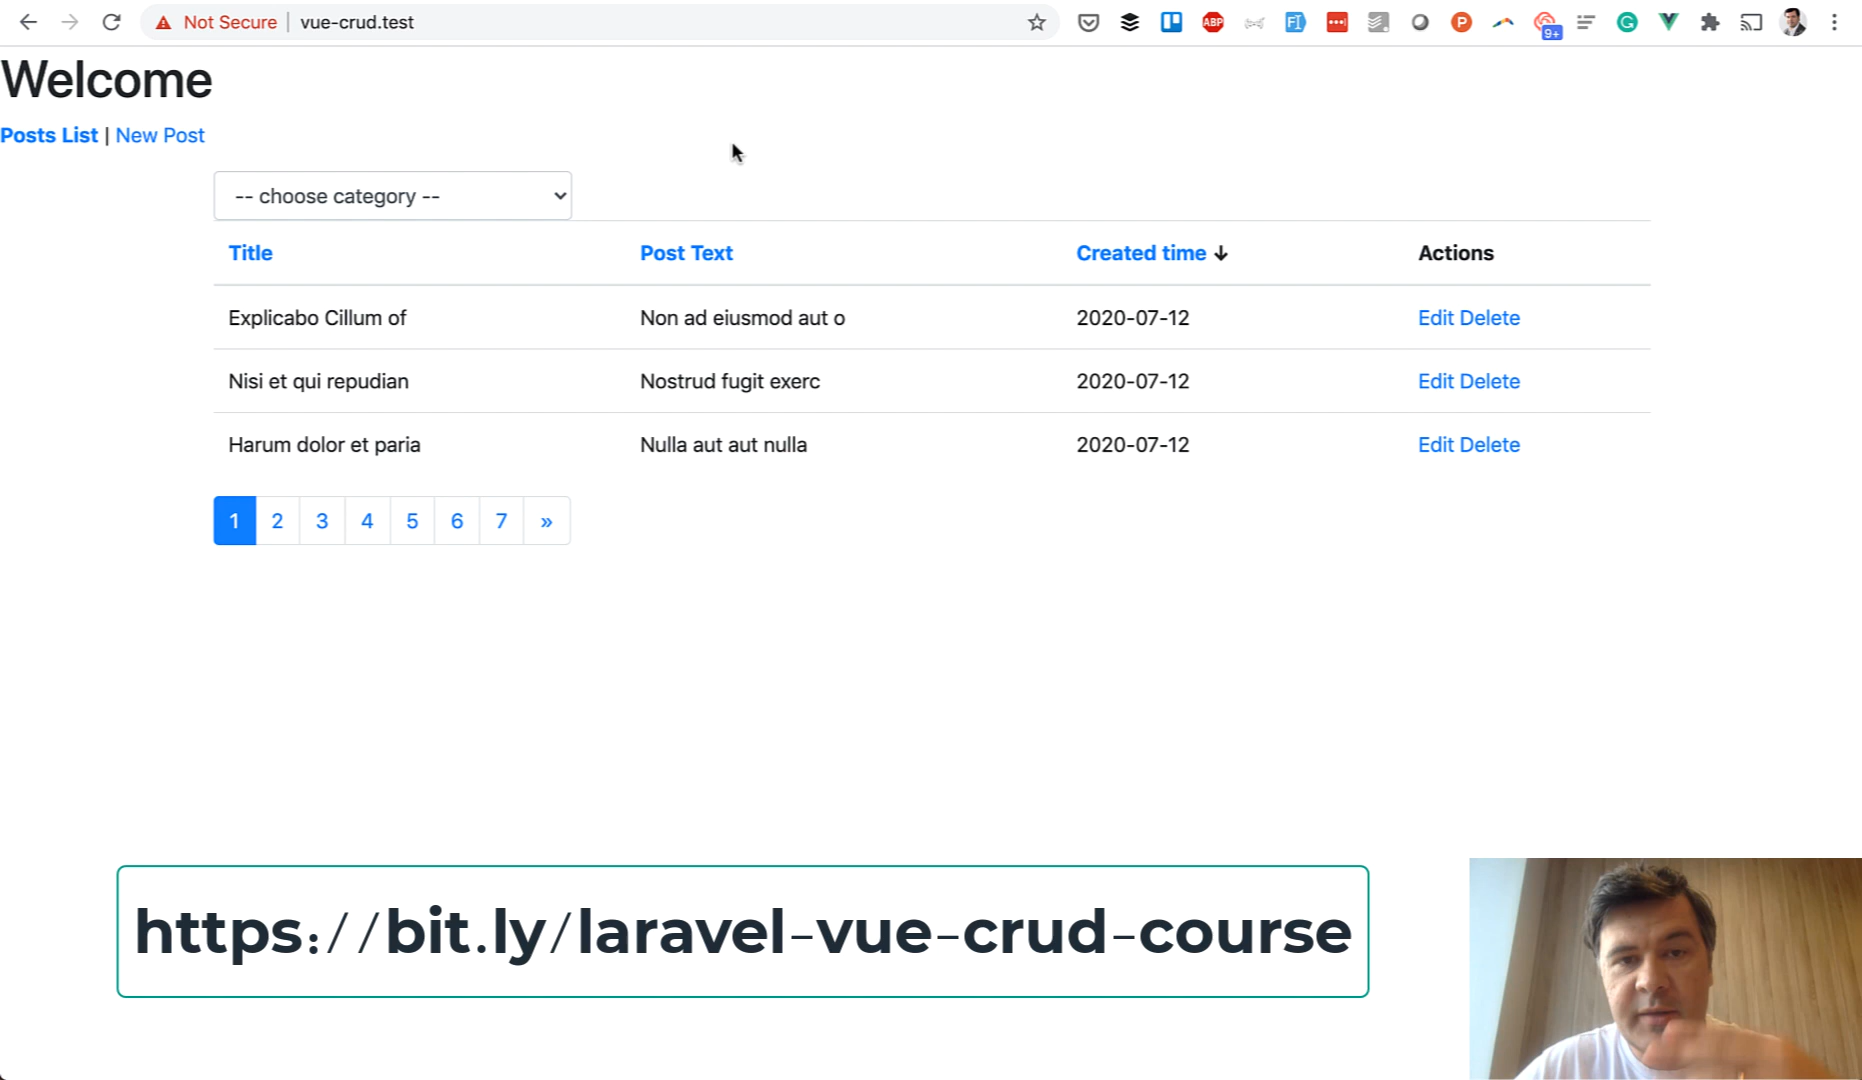 Not Secure | vue-crud.test
ABP
FI
P
9+
G
Welcome
Posts List | New Post
-- choose category --
Title Post Text Created time ↓ Actions
Explicabo Cillum of Non ad eiusmod aut o 2020-07-12 Edit Delete
Nisi et qui repudian Nostrud fugit exerc 2020-07-12 Edit Delete
Harum dolor et paria Nulla aut aut nulla 2020-07-12 Edit Delete
1 2 3 4 5 6 7 »
https://bit.ly/laravel-vue-crud-course